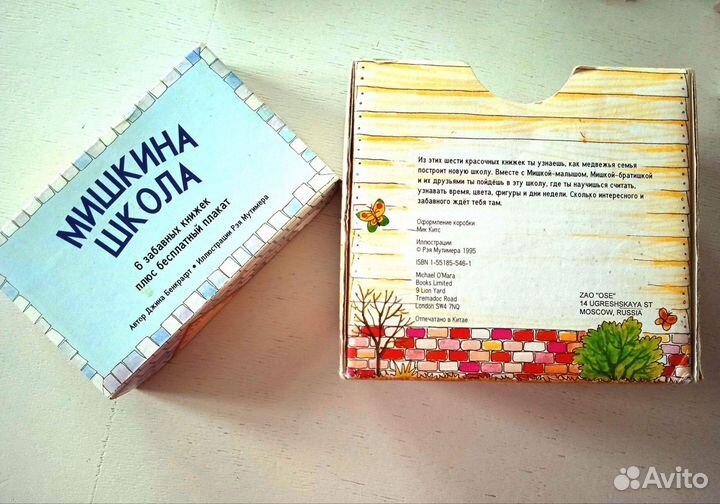 МИШКИНА
ШКОЛА
6 забавных книжек
плюс бесплатный плакат
Автор Джина Бенкрафт • Иллюстрации Рэя Мутимера
Из этих шести красочных книжек ты узнаешь, как медвежья семья
построит новую школу. Вместе с Мишкой-малышом, Мишкой-братишкой
и их друзьями ты пойдёшь в эту школу, где ты научишься считать,
узнавать время, цвета, фигуры и дни недели. Сколько интересного и
забавного ждёт тебя там.
Оформление коробки
Мик Китс
Иллюстрации
© Рэя Мутимера 1995
ISBN 1-55185-546-1
Michael O'Mara
Books Limited
9 Lion Yard
Tremadoc Road
London SW4 7NQ
Отпечатано в Китае
ZAO "OSE"
14 UGRESHSKAYA ST
MOSCOW, RUSSIA
Avito